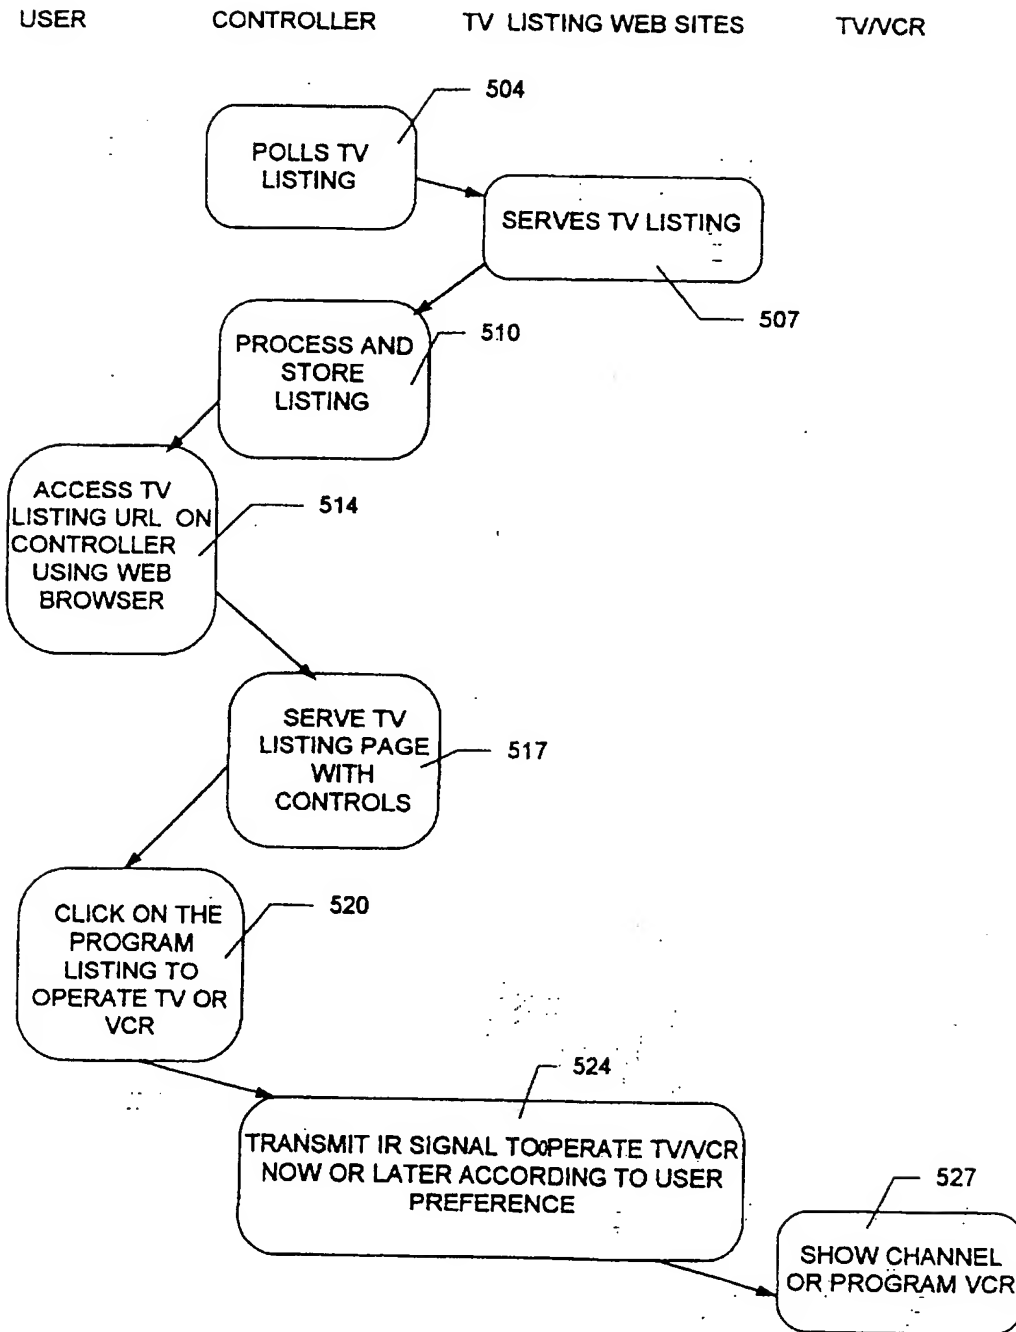 USER CONTROLLER TV LISTING WEB SITES TV/VCR
504
POLLS TV
LISTING
SERVES TV LISTING
507
510
PROCESS AND
STORE
LISTING
ACCESS TV
LISTING URL ON
CONTROLLER
USING WEB
BROWSER
514
SERVE TV
LISTING PAGE
WITH
CONTROLS
517
CLICK ON THE
PROGRAM
LISTING TO
OPERATE TV OR
VCR
520
524
TRANSMIT IR SIGNAL TO OPERATE TV/VCR
NOW OR LATER ACCORDING TO USER
PREFERENCE
527
SHOW CHANNEL
OR PROGRAM VCR